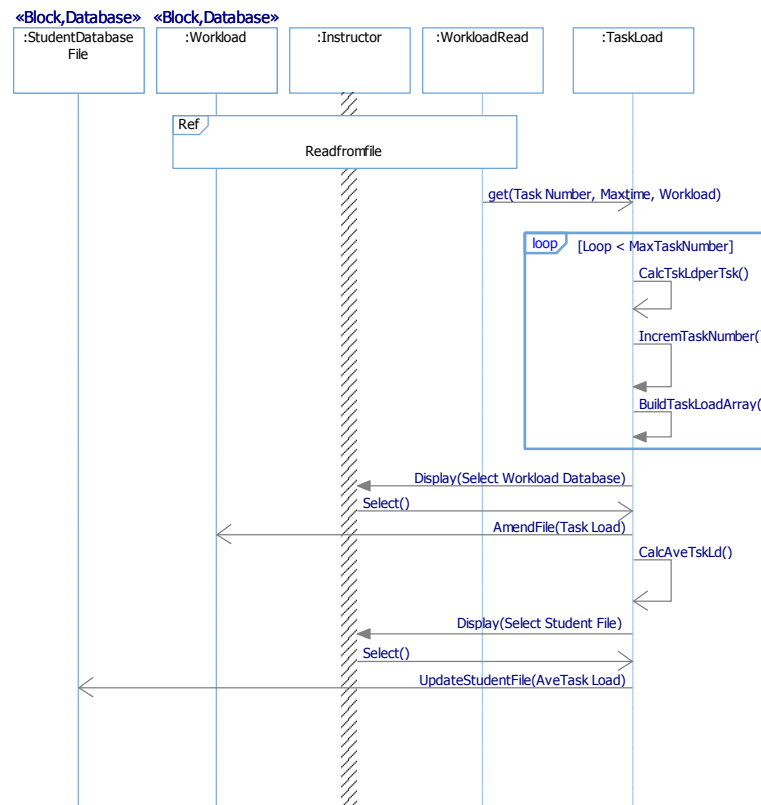 «Block,Database» «Block,Database»
:StudentDatabase
File
:Workload
:Instructor
:WorkloadRead
:TaskLoad
Ref
Readfromfile
get(Task Number, Maxtime, Workload)
loop [Loop < MaxTaskNumber]
CalcTskLdperTsk()
IncremTaskNumber(
BuildTaskLoadArray(
Display(Select Workload Database)
Select()
AmendFile(Task Load)
CalcAveTskLd()
Display(Select Student File)
Select()
UpdateStudentFile(AveTask Load)